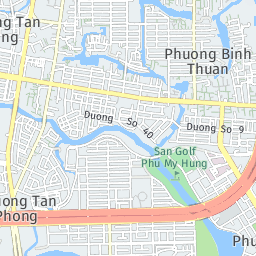 ong Tan
ng
Phuong Binh
Thuan
Duong So 40
Duong So 9
San Golf
Phu My Hung
uong Tan
Phong
Phu